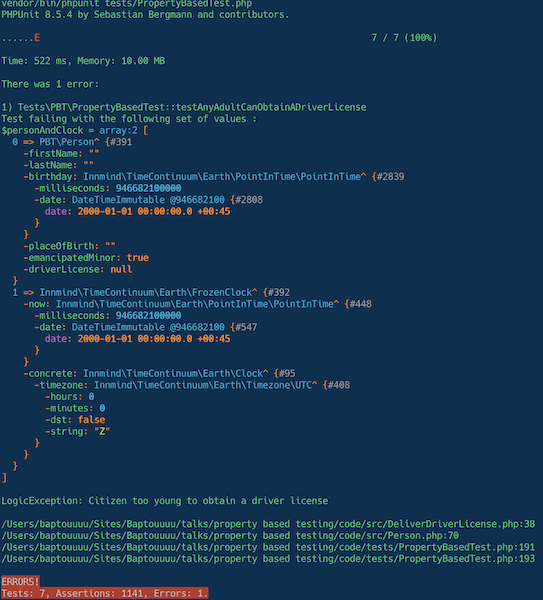 vendor/bin/phpunit tests/PropertyBasedTest.php
PHPUnit 8.5.4 by Sebastian Bergmann and contributors.
......E 7 / 7 (100%)
Time: 522 ms, Memory: 10.00 MB
There was 1 error:
1) Tests\PBT\PropertyBasedTest::testAnyAdultCanObtainADriverLicense
Test failing with the following set of values :
$personAndClock = array:2 [
  0 => PBT\Person^ {#391
    -firstName: ""
    -lastName: ""
    -birthday: Innmind\TimeContinuum\Earth\PointInTime\PointInTime^ {#2839
      -milliseconds: 946682100000
      -date: DateTimeImmutable @946682100 {#2808
        date: 2000-01-01 00:00:00.0 +00:45
      }
    }
    -placeOfBirth: ""
    -emancipatedMinor: true
    -driverLicense: null
  }
  1 => Innmind\TimeContinuum\Earth\FrozenClock^ {#392
    -now: Innmind\TimeContinuum\Earth\PointInTime\PointInTime^ {#448
      -milliseconds: 946682100000
      -date: DateTimeImmutable @946682100 {#547
        date: 2000-01-01 00:00:00.0 +00:45
      }
    }
    -concrete: Innmind\TimeContinuum\Earth\Clock^ {#95
      -timezone: Innmind\TimeContinuum\Earth\Timezone\UTC^ {#408
        -hours: 0
        -minutes: 0
        -dst: false
        -string: "Z"
      }
    }
  }
]
LogicException: Citizen too young to obtain a driver license
/Users/baptouuuu/Sites/Baptouuuu/talks/property based testing/code/src/DeliverDriverLicense.php:38
/Users/baptouuuu/Sites/Baptouuuu/talks/property based testing/code/src/Person.php:70
/Users/baptouuuu/Sites/Baptouuuu/talks/property based testing/code/tests/PropertyBasedTest.php:191
/Users/baptouuuu/Sites/Baptouuuu/talks/property based testing/code/tests/PropertyBasedTest.php:193
ERRORS!
Tests: 7, Assertions: 1141, Errors: 1.